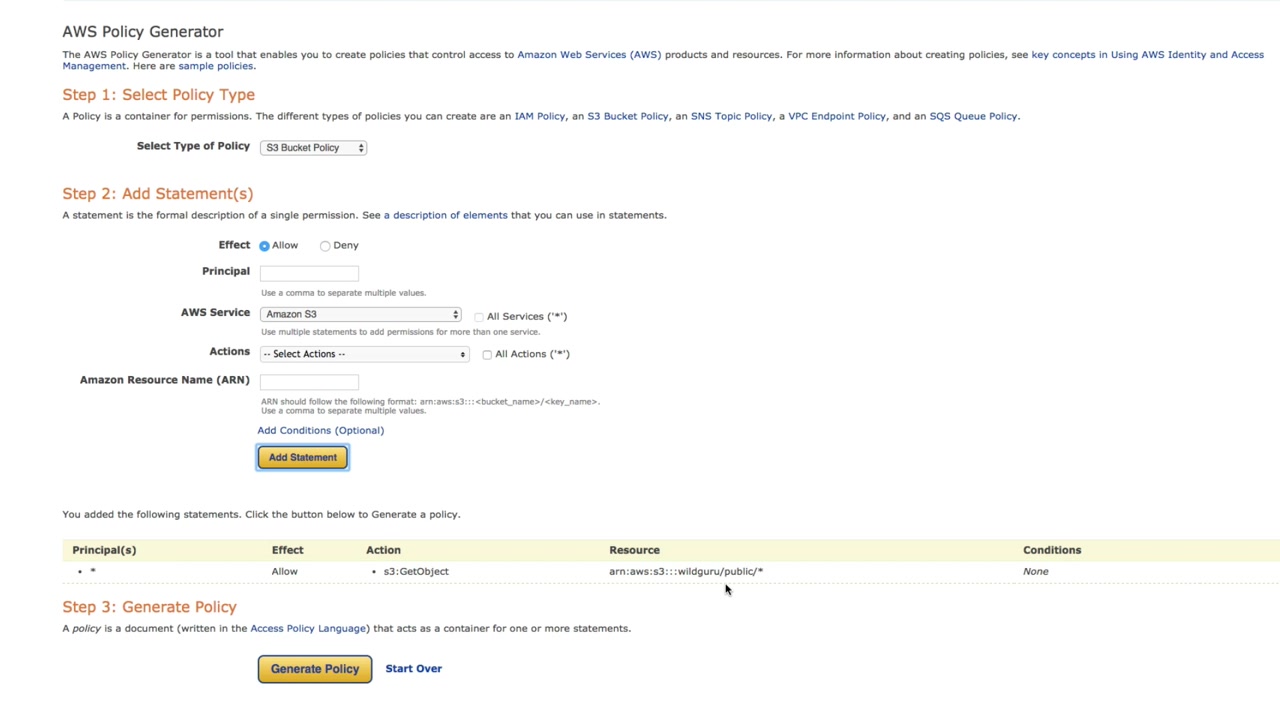 AWS Policy Generator
The AWS Policy Generator is a tool that enables you to create policies that control access to Amazon Web Services (AWS) products and resources. For more information about creating policies, see key concepts in Using AWS Identity and Access
Management. Here are sample policies.
Step 1: Select Policy Type
A Policy is a container for permissions. The different types of policies you can create are an IAM Policy, an S3 Bucket Policy, an SNS Topic Policy, a VPC Endpoint Policy, and an SQS Queue Policy.
Select Type of Policy S3 Bucket Policy
Step 2: Add Statement(s)
A statement is the formal description of a single permission. See a description of elements that you can use in statements.
Effect Allow Deny
Principal
Use a comma to separate multiple values.
AWS Service Amazon S3 All Services ('*')
Use multiple statements to add permissions for more than one service.
Actions -- Select Actions -- All Actions ('*')
Amazon Resource Name (ARN)
ARN should follow the following format: arn:aws:s3:::<bucket_name>/<key_name>.
Use a comma to separate multiple values.
Add Conditions (Optional)
Add Statement
You added the following statements. Click the button below to Generate a policy.
Principal(s) Effect Action Resource Conditions
• * Allow • s3:GetObject arn:aws:s3:::wildguru/public/* None
Step 3: Generate Policy
A policy is a document (written in the Access Policy Language) that acts as a container for one or more statements.
Generate Policy Start Over